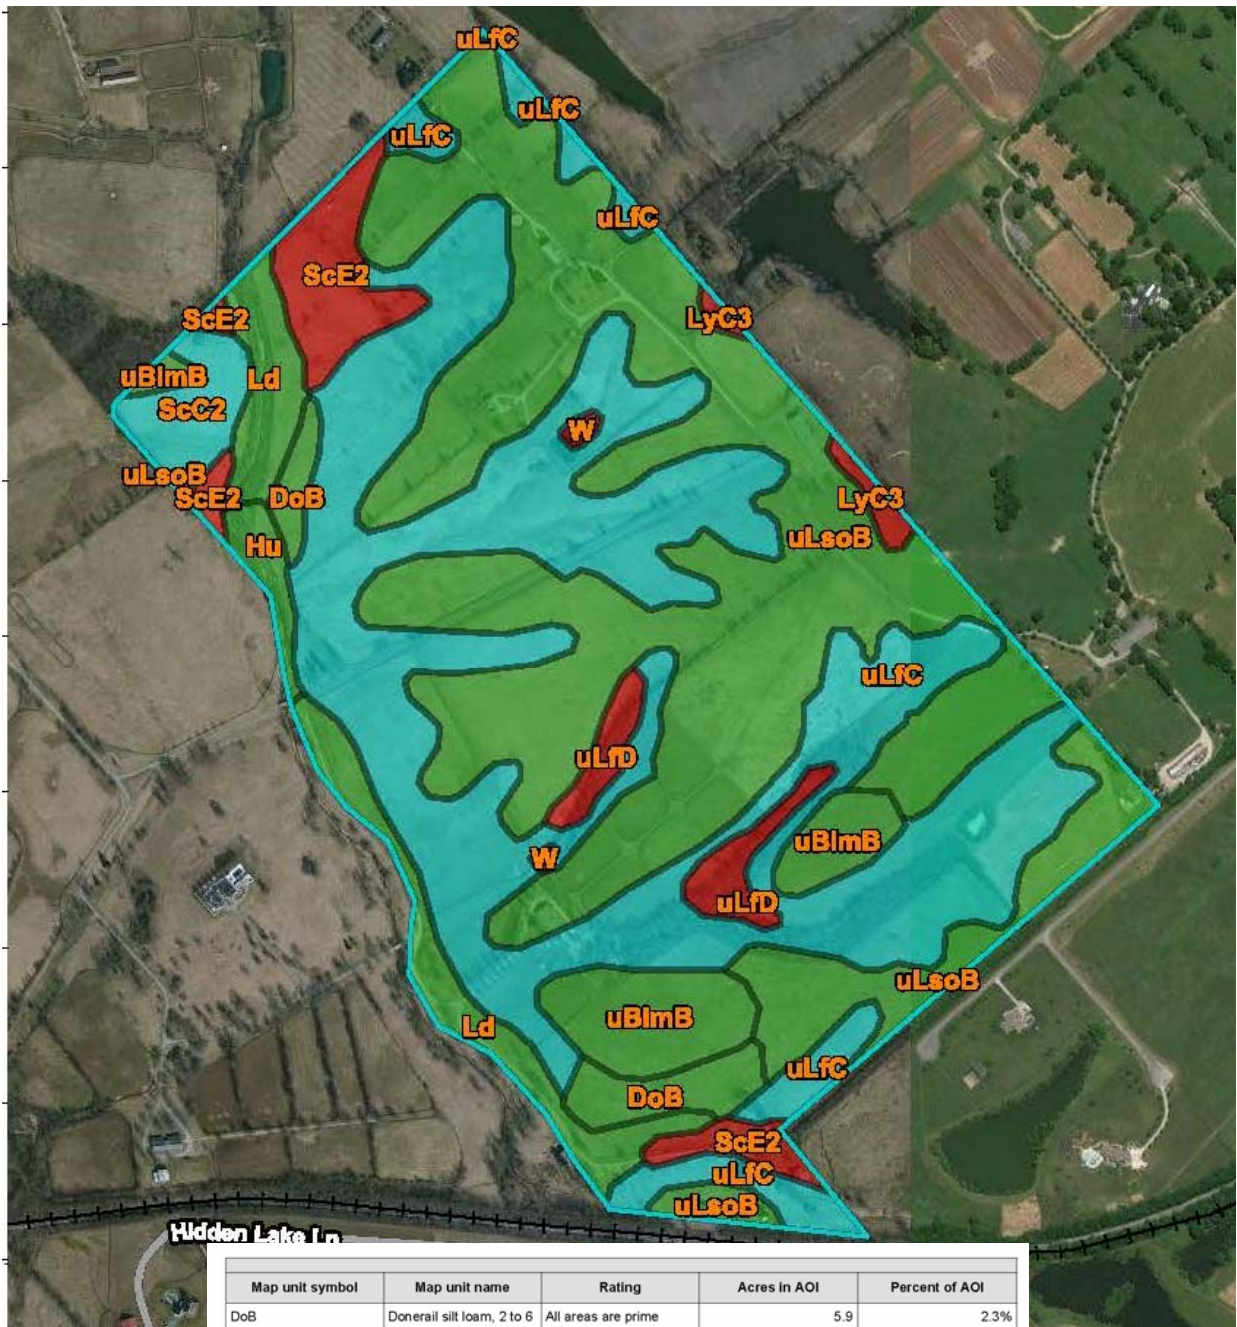 uLfC
uLfC
uLfC
uLfC
ScE2
ScE2
LyC3
uBlmB
Ld
ScC2
W
uLsoB
ScE2
DoB
LyC3
Hu
uLsoB
uLfC
uLfD
uBlmB
W
uLfD
uLsoB
uBlmB
Ld
uLfC
DoB
ScE2
uLfC
uLsoB
Hidden Lake Ln
Map unit symbol Map unit name Rating Acres in AOI Percent of AOI
DoB Donerail silt loam, 2 to 6 All areas are prime 5.9 2.3%